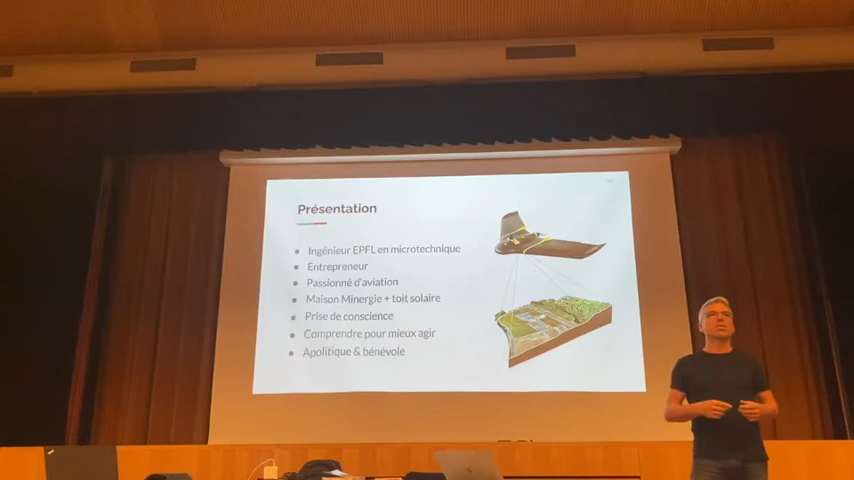 Présentation
Ingénieur EPFL en microtechnique
Entrepreneur
Passionné d'aviation
Maison Minergie + toit solaire
Prise de conscience
Comprendre pour mieux agir
Apolitique & bénévole